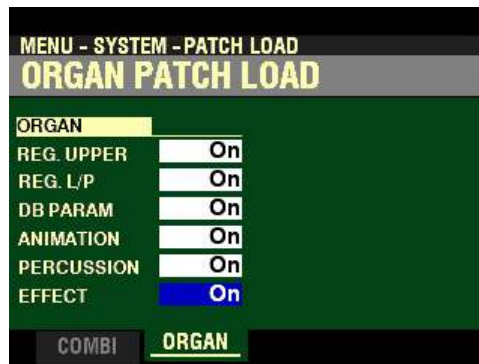 MENU - SYSTEM - PATCH LOAD
ORGAN PATCH LOAD
ORGAN
REG. UPPER On
REG. L/P On
DB PARAM On
ANIMATION On
PERCUSSION On
EFFECT On
COMBI ORGAN